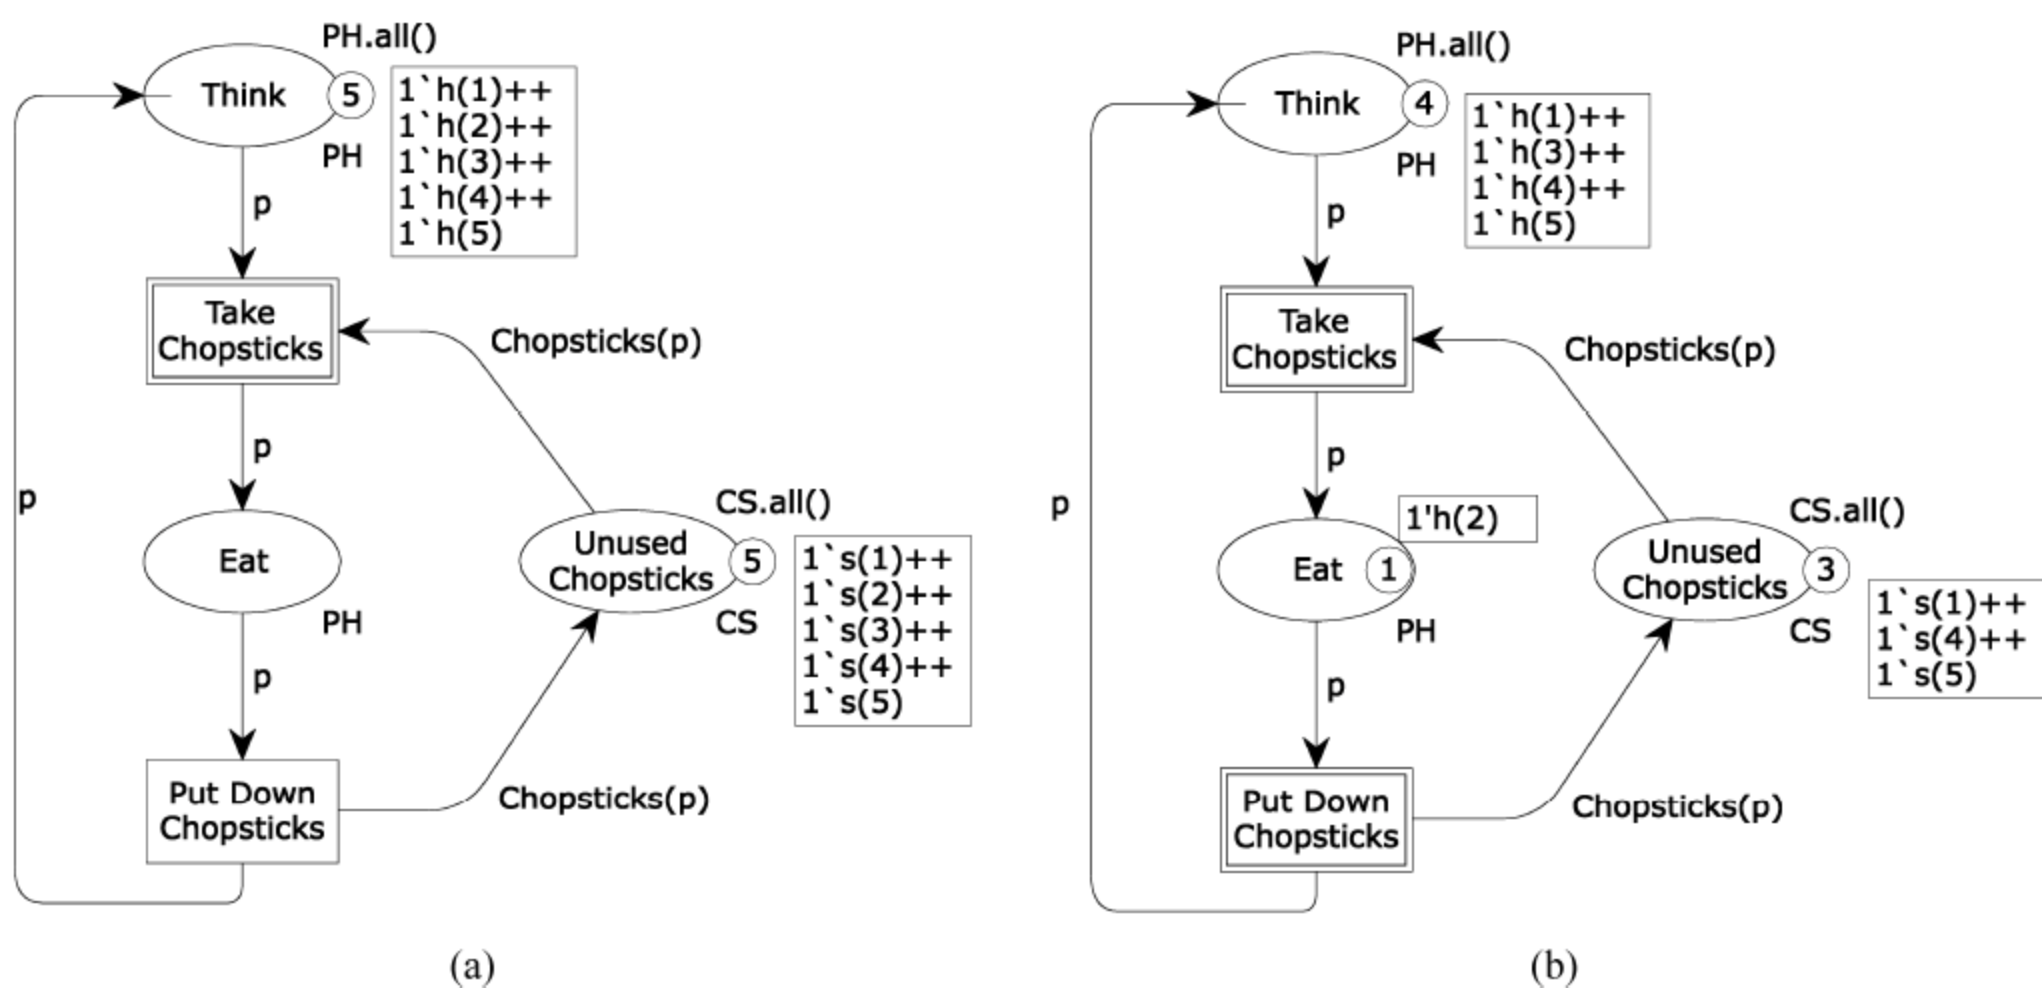 PH.all()
Think
5
1`h(1)++
1`h(2)++
1`h(3)++
1`h(4)++
1`h(5)
PH
p
Take
Chopsticks
Chopsticks(p)
p
p
Eat
PH
CS.all()
Unused
Chopsticks
5
CS
1`s(1)++
1`s(2)++
1`s(3)++
1`s(4)++
1`s(5)
p
Put Down
Chopsticks
Chopsticks(p)
(a)
PH.all()
Think
4
1`h(1)++
1`h(3)++
1`h(4)++
1`h(5)
PH
p
Take
Chopsticks
Chopsticks(p)
p
p
1'h(2)
Eat
1
PH
CS.all()
Unused
Chopsticks
3
CS
1`s(1)++
1`s(4)++
1`s(5)
p
Put Down
Chopsticks
Chopsticks(p)
(b)